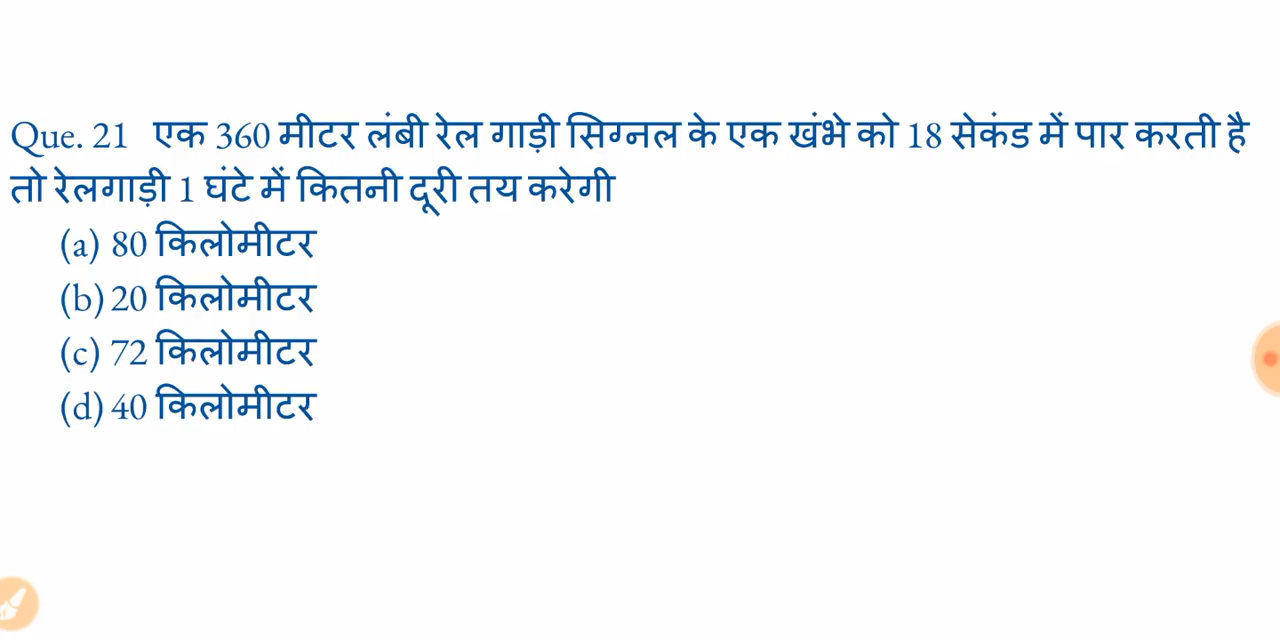 Que. 21 एक 360 मीटर लंबी रेल गाड़ी सिग्नल के एक खंभे को 18 सेकंड में पार करती है
तो रेलगाड़ी 1 घंटे में कितनी दूरी तय करेगी
(a) 80 किलोमीटर
(b) 20 किलोमीटर
(c) 72 किलोमीटर
(d) 40 किलोमीटर